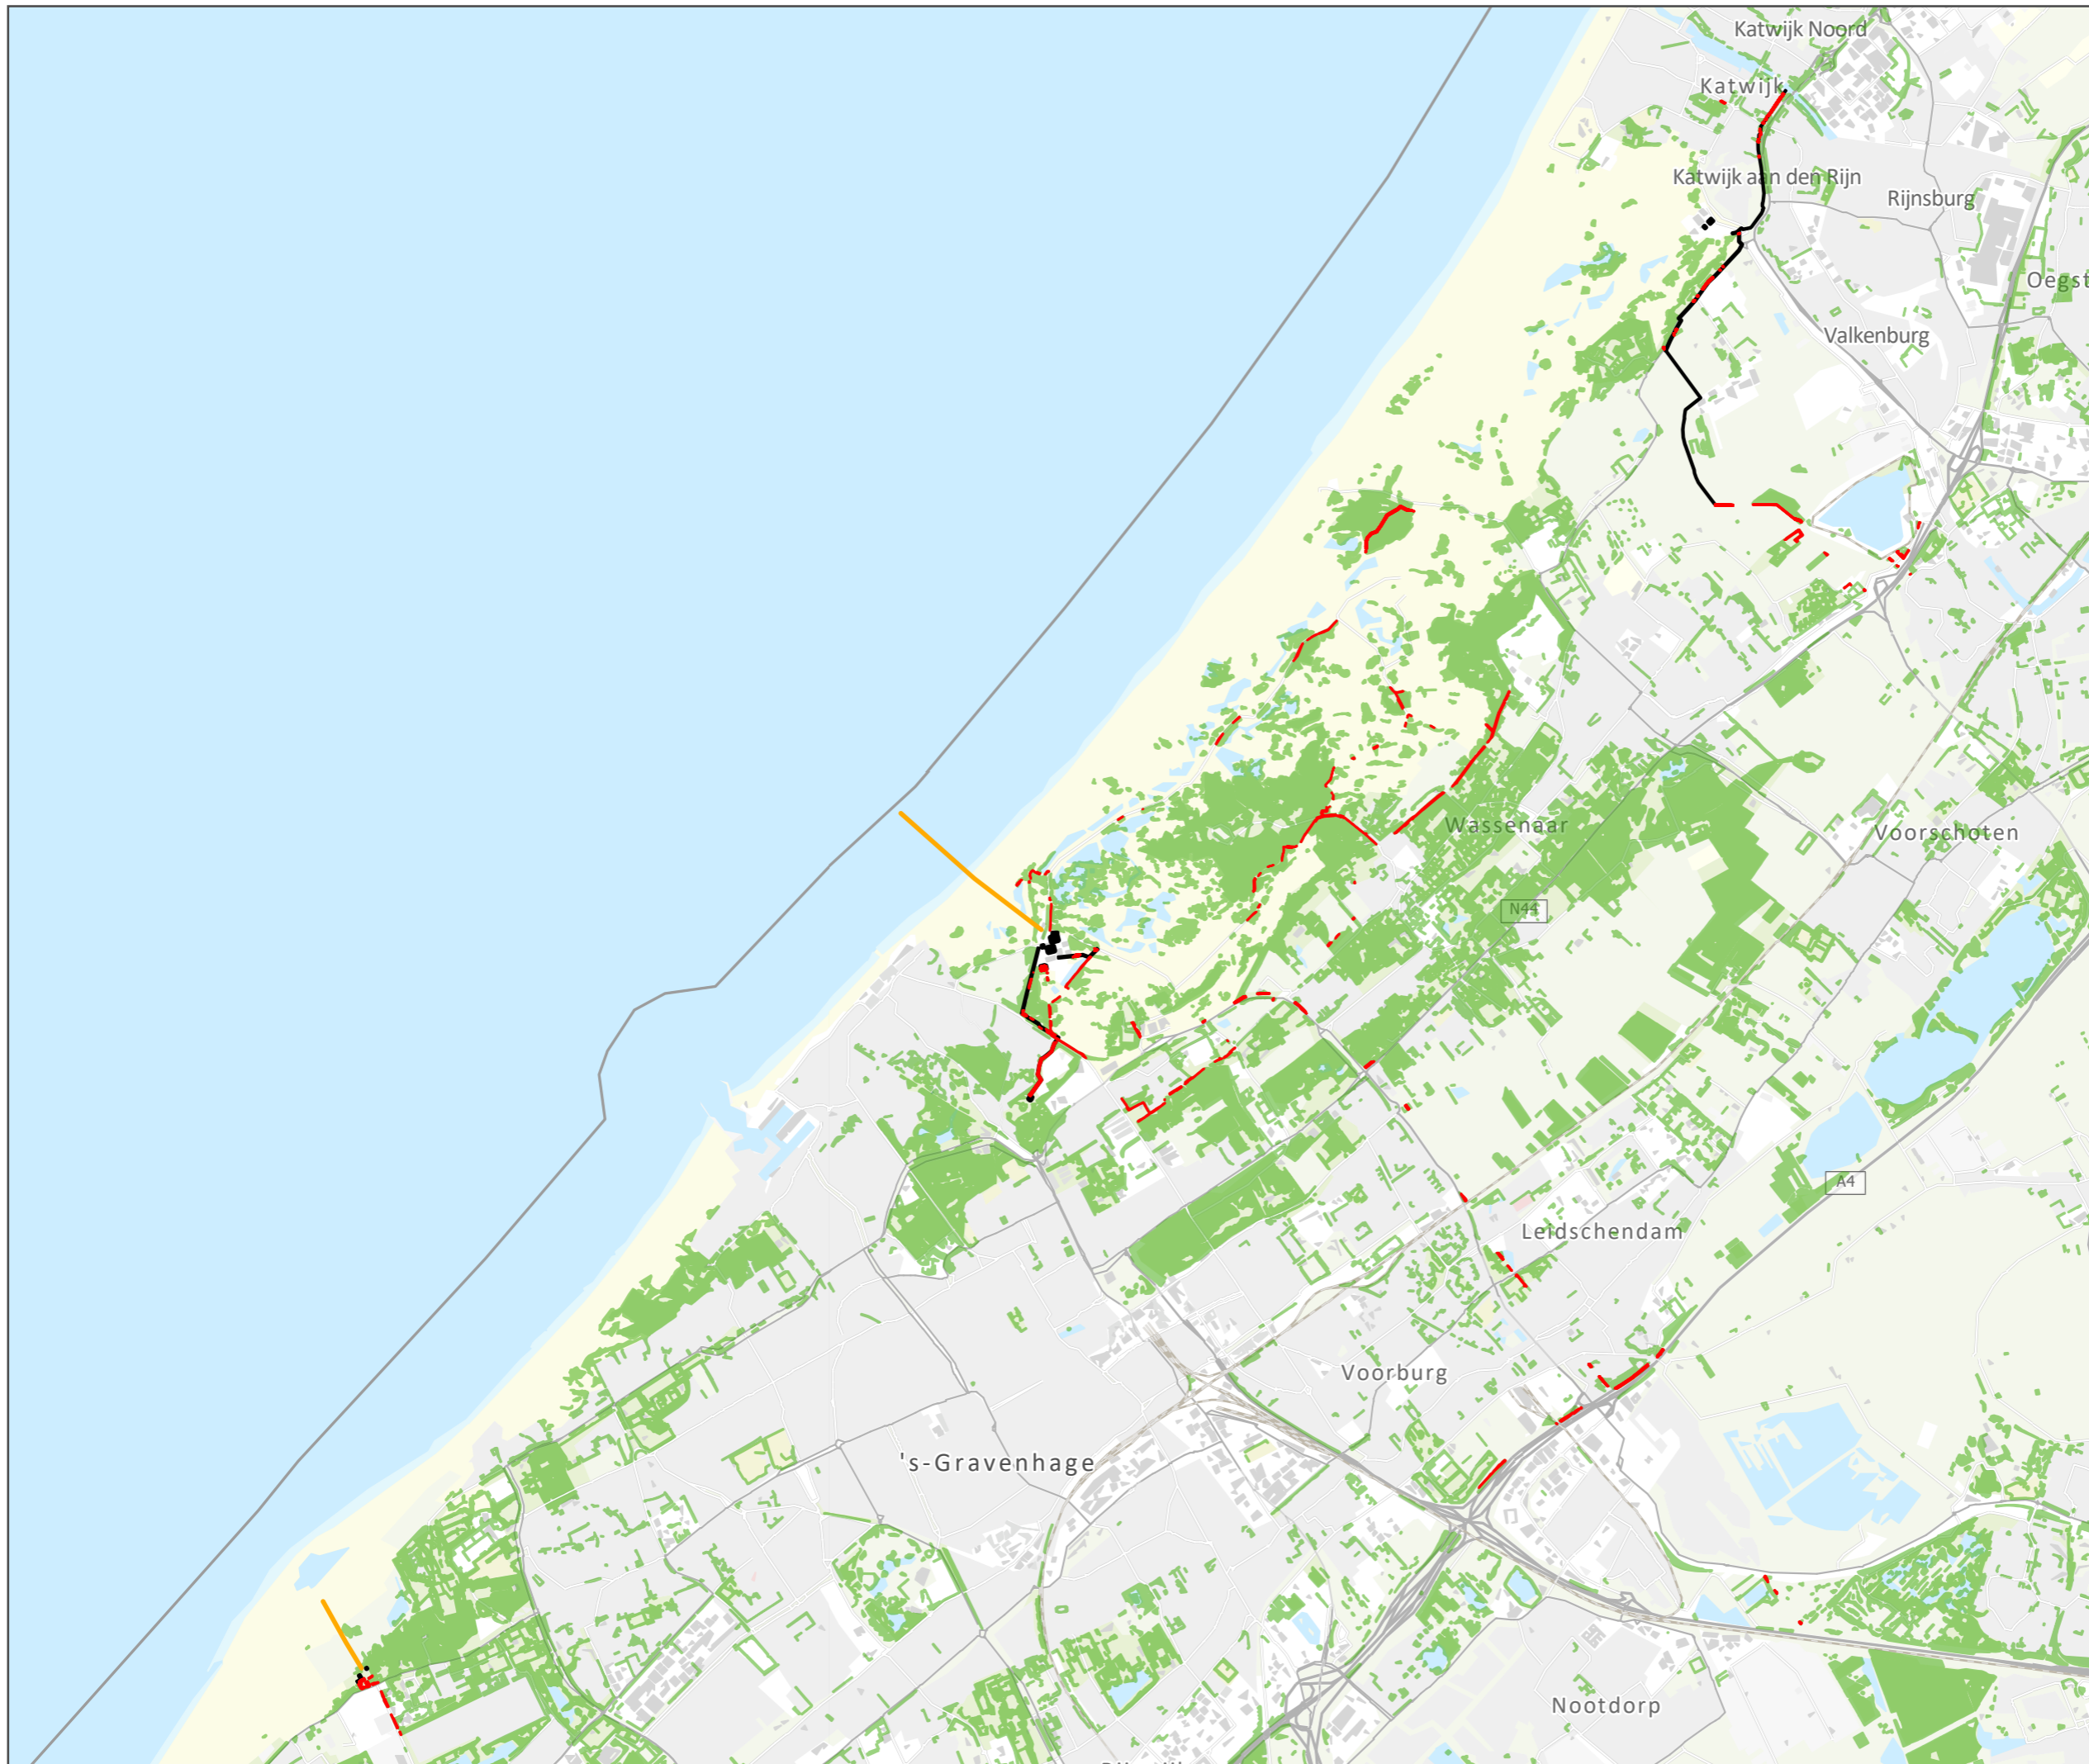 Katwijk Noord
Katwijk
Katwijk aan den Rijn
Rijnsburg
Oegst
Valkenburg
Wassenaar
Voorschoten
N44
A4
Leidschendam
Voorburg
's-Gravenhage
Nootdorp